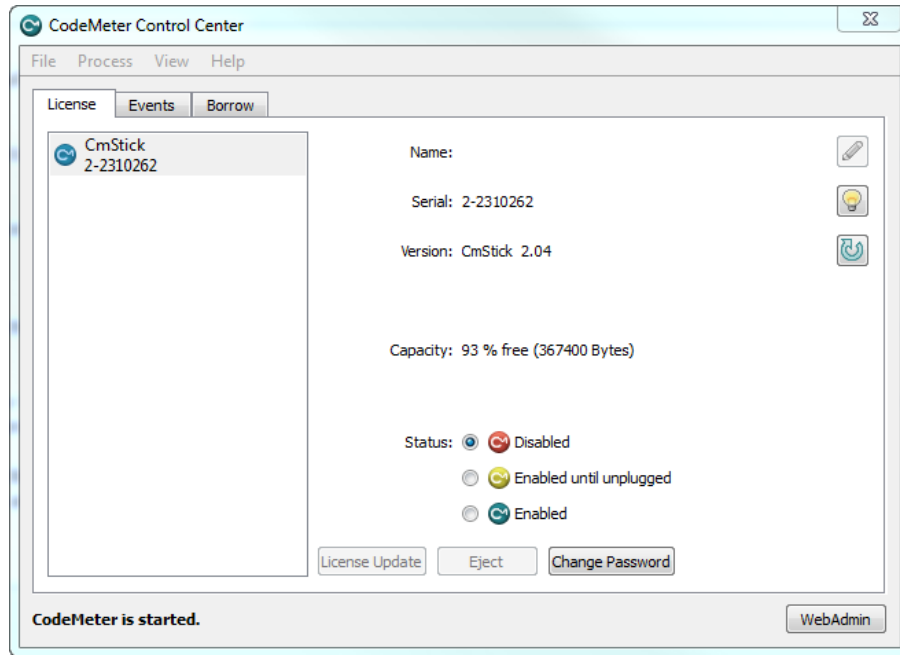 CodeMeter Control Center
File Process View Help
License Events Borrow
CmStick
2-2310262
Name:
Serial: 2-2310262
Version: CmStick 2.04
Capacity: 93 % free (367400 Bytes)
Status: Disabled
Enabled until unplugged
Enabled
License Update Eject Change Password
CodeMeter is started. WebAdmin